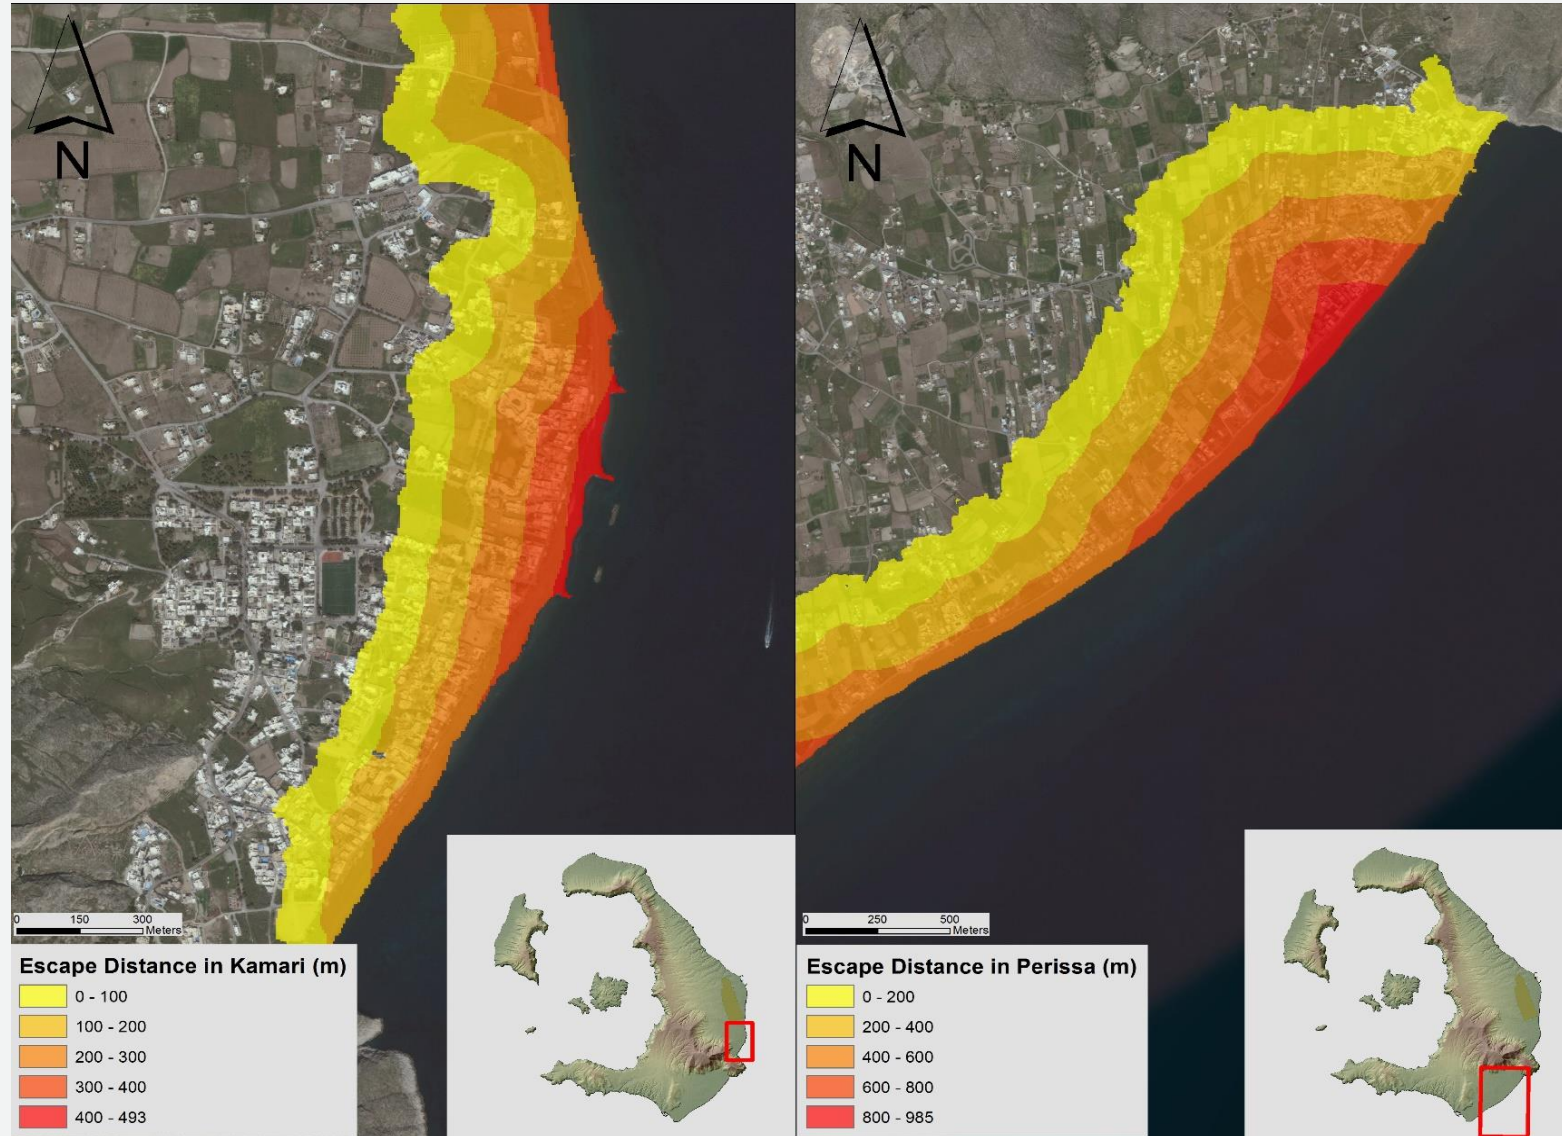 N
N
0 150 300
Meters
0 250 500
Meters
Escape Distance in Kamari (m)
0 - 100
100 - 200
200 - 300
300 - 400
400 - 493
Escape Distance in Perissa (m)
0 - 200
200 - 400
400 - 600
600 - 800
800 - 985